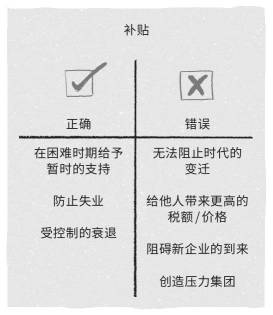 补贴
正确
在困难时期给予
暂时的支持
防止失业
受控制的衰退
错误
无法阻止时代的
变迁
给他人带来更高的
税额/价格
阻碍新企业的到来
创造压力集团